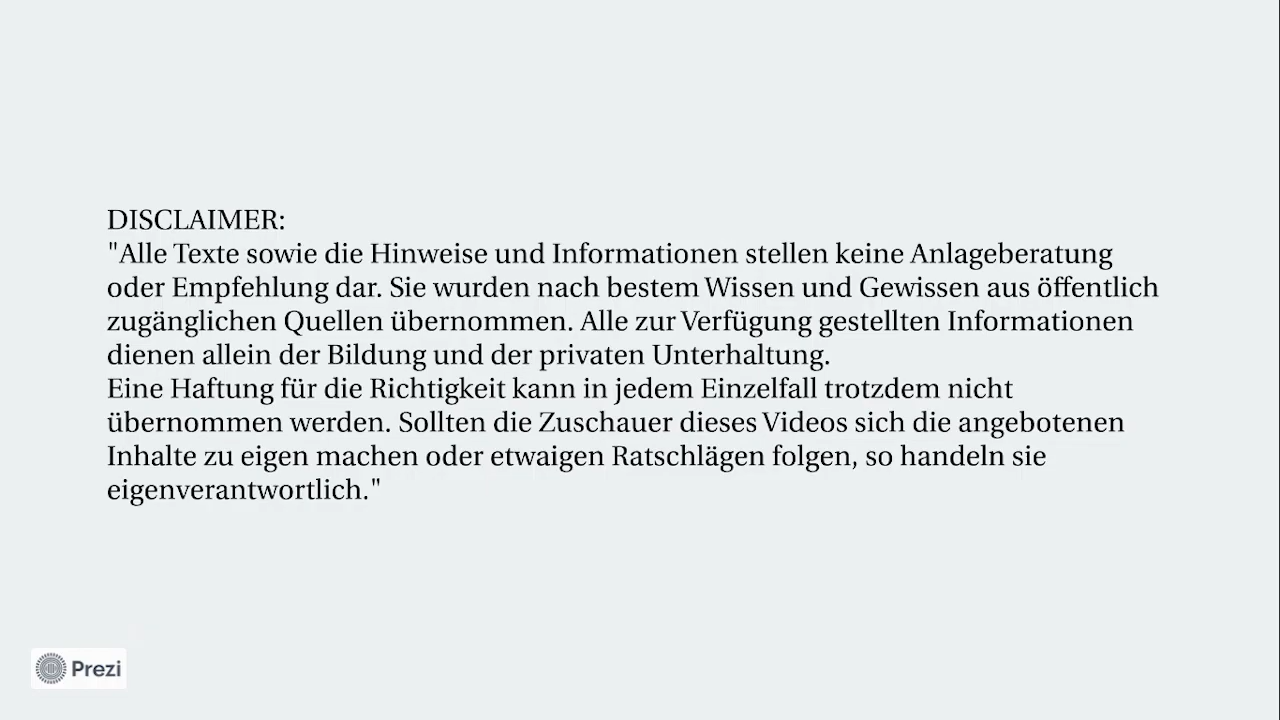 DISCLAIMER:
"Alle Texte sowie die Hinweise und Informationen stellen keine Anlageberatung
oder Empfehlung dar. Sie wurden nach bestem Wissen und Gewissen aus öffentlich
zugänglichen Quellen übernommen. Alle zur Verfügung gestellten Informationen
dienen allein der Bildung und der privaten Unterhaltung.
Eine Haftung für die Richtigkeit kann in jedem Einzelfall trotzdem nicht
übernommen werden. Sollten die Zuschauer dieses Videos sich die angebotenen
Inhalte zu eigen machen oder etwaigen Ratschlägen folgen, so handeln sie
eigenverantwortlich."
Prezi